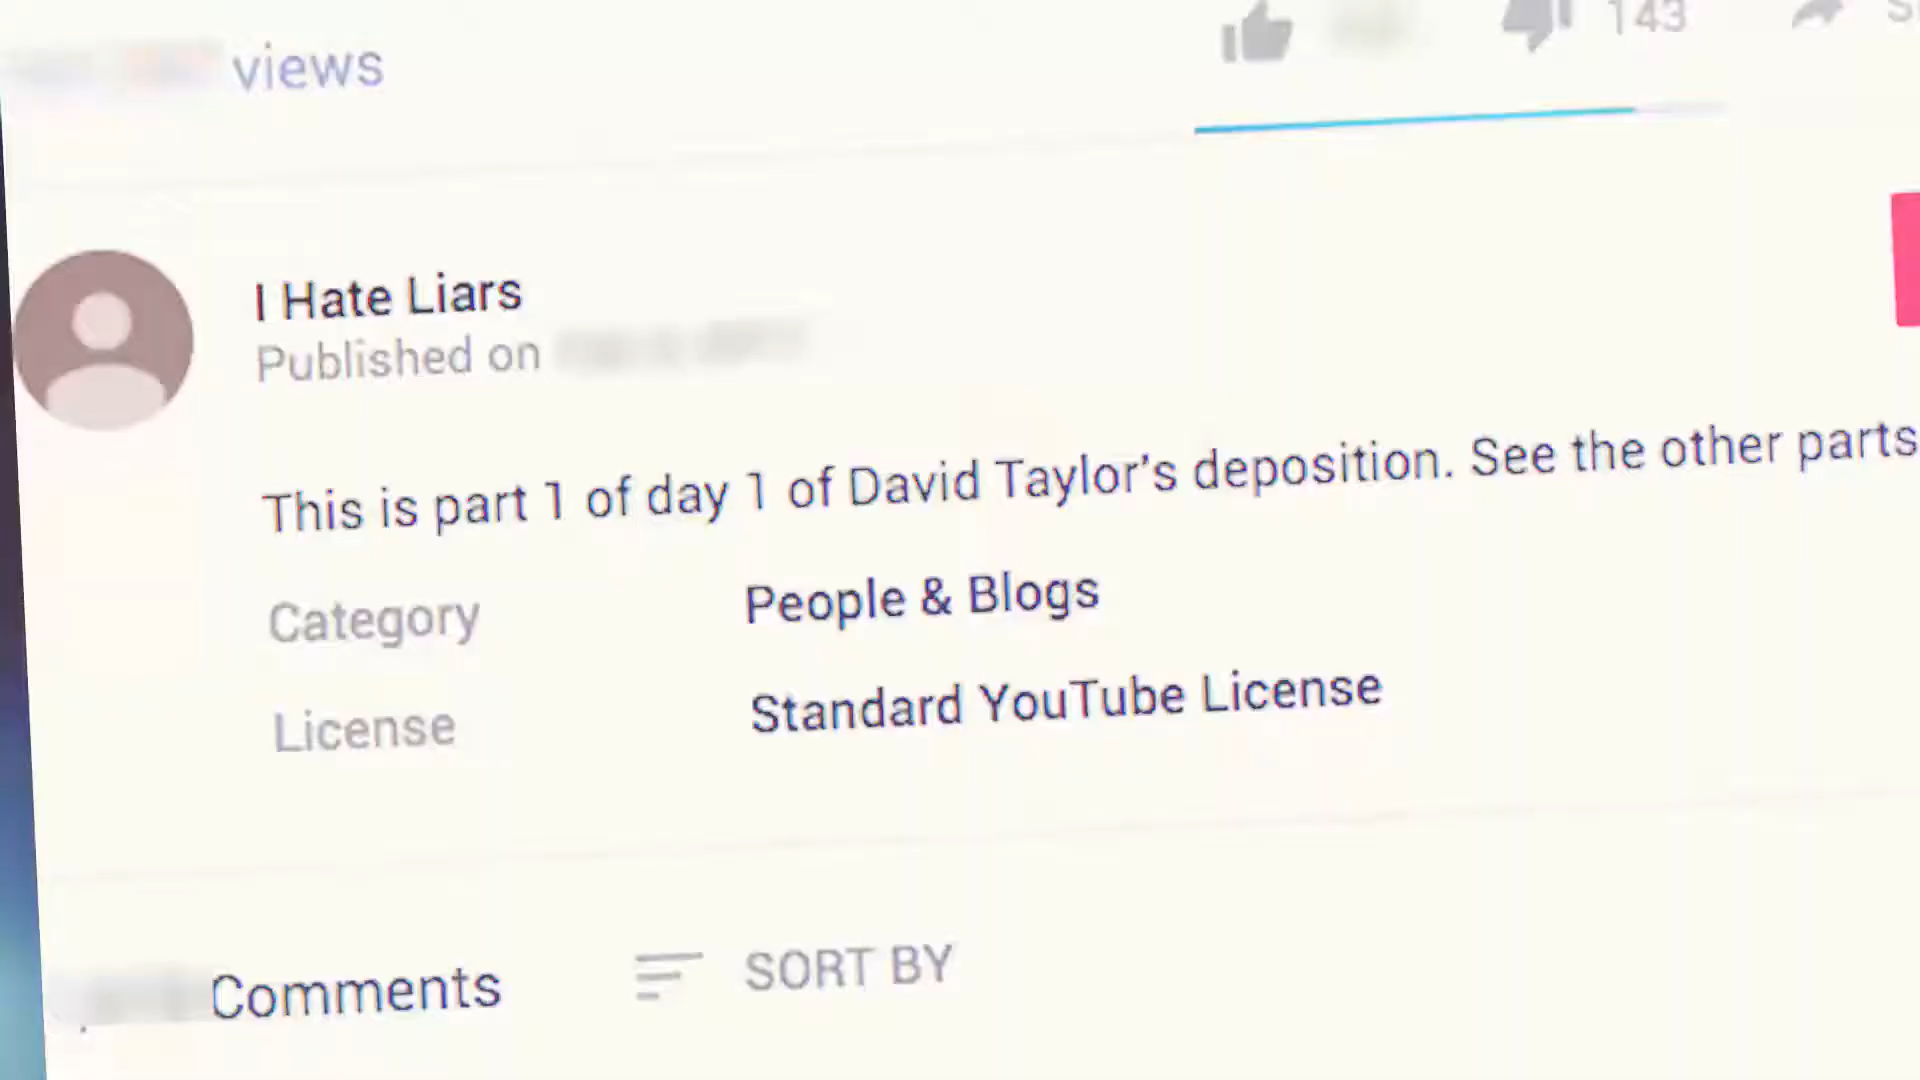 views
143
I Hate Liars
Published on
This is part 1 of day 1 of David Taylor's deposition. See the other parts
Category People & Blogs
License Standard YouTube License
Comments SORT BY